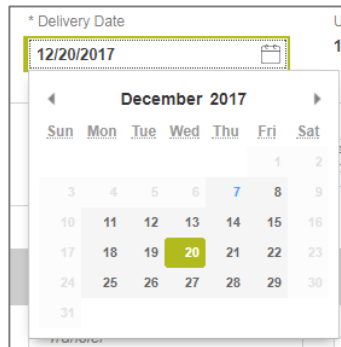 * Delivery Date
U
12/20/2017
1
December 2017
Sun Mon Tue Wed Thu Fri Sat
1 2
3 4 5 6 7 8 9
10 11 12 13 14 15 16
17 18 19 20 21 22 23
24 25 26 27 28 29 30
31
Transfer